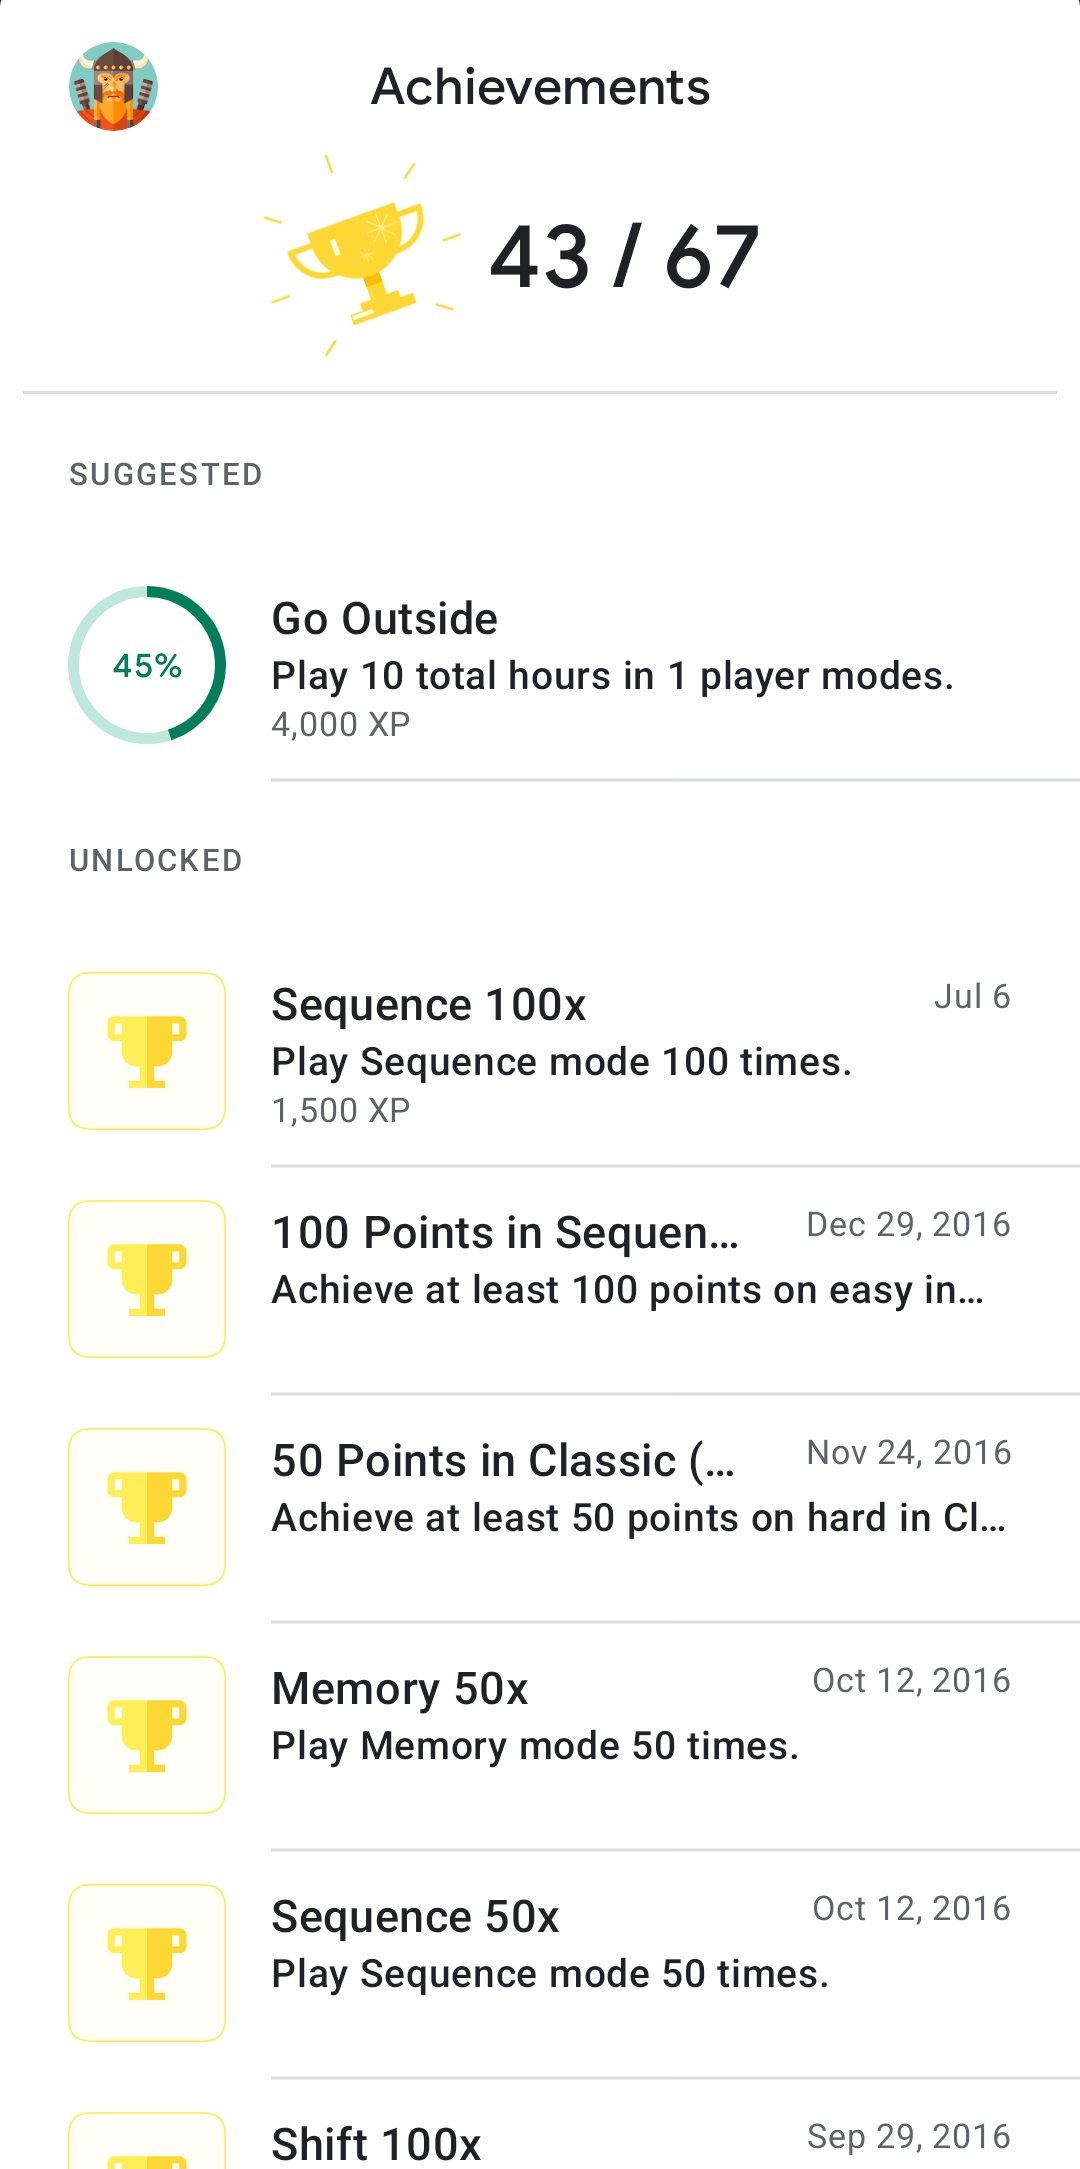 Achievements
43 / 67
SUGGESTED
45%
Go Outside
Play 10 total hours in 1 player modes.
4,000 XP
UNLOCKED
Sequence 100x
Jul 6
Play Sequence mode 100 times.
1,500 XP
100 Points in Sequen...
Dec 29, 2016
Achieve at least 100 points on easy in...
50 Points in Classic (...
Nov 24, 2016
Achieve at least 50 points on hard in Cl...
Memory 50x
Oct 12, 2016
Play Memory mode 50 times.
Sequence 50x
Oct 12, 2016
Play Sequence mode 50 times.
Shift 100x
Sep 29, 2016